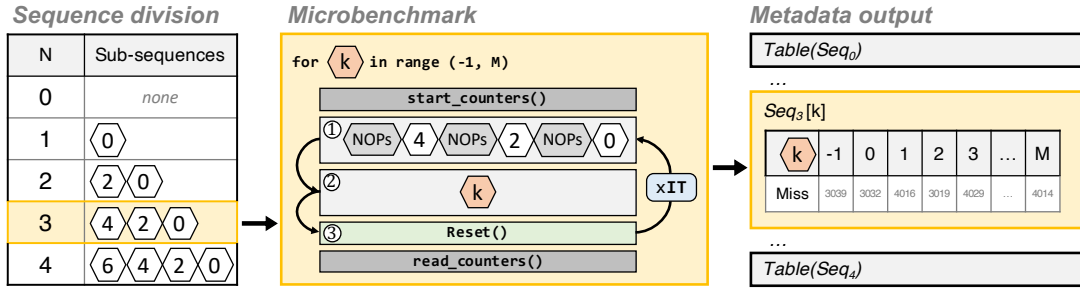 Sequence division
N Sub-sequences
0 none
1 0
2 2 0
3 4 2 0
4 6 4 2 0
Microbenchmark
for k in range (-1, M)
start_counters()
① NOPs 4 NOPs 2 NOPs 0
② k
xIT
③ Reset()
read_counters()
Metadata output
Table(Seq0)
...
Seq3[k]
k -1 0 1 2 3 ... M
Miss 3039 3032 4016 3019 4029 ... 4014
...
Table(Seq4)